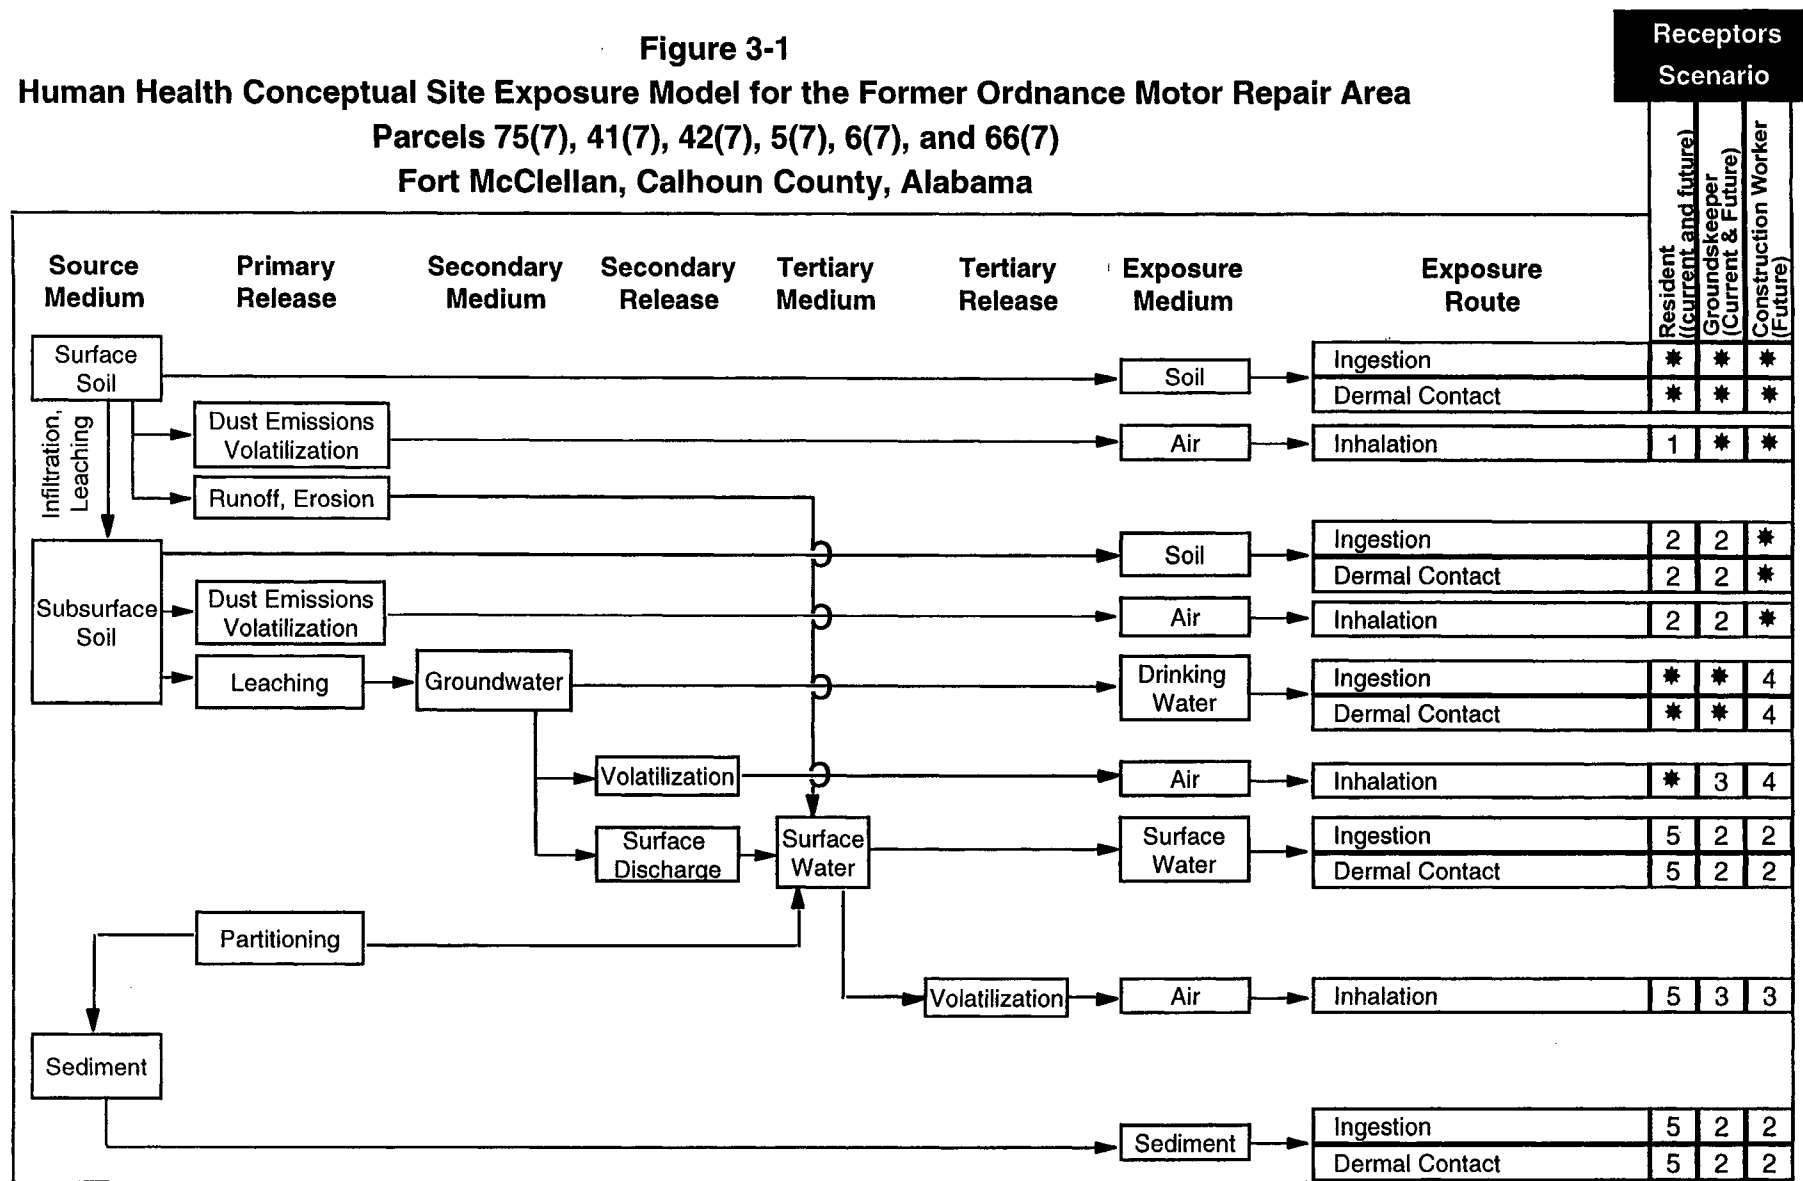 Figure 3-1
Human Health Conceptual Site Exposure Model for the Former Ordnance Motor Repair Area
Parcels 75(7), 41(7), 42(7), 5(7), 6(7), and 66(7)
Fort McClellan, Calhoun County, Alabama
Receptors
Scenario
Resident
((current and future)
Groundskeeper
(Current & Future)
Construction Worker
(Future)
Source
Medium
Primary
Release
Secondary
Medium
Secondary
Release
Tertiary
Medium
Tertiary
Release
Exposure
Medium
Exposure
Route
Surface
Soil
Soil
Ingestion * * *
Dermal Contact * * *
Infiltration,
Leaching
Dust Emissions
Volatilization
Air
Inhalation 1 * *
Runoff, Erosion
Subsurface
Soil
Soil
Ingestion 2 2 *
Dermal Contact 2 2 *
Dust Emissions
Volatilization
Air
Inhalation 2 2 *
Leaching
Groundwater
Drinking
Water
Ingestion * * 4
Dermal Contact * * 4
Volatilization
Air
Inhalation * 3 4
Surface
Discharge
Surface
Water
Surface
Water
Ingestion 5 2 2
Dermal Contact 5 2 2
Partitioning
Volatilization
Air
Inhalation 5 3 3
Sediment
Sediment
Ingestion 5 2 2
Dermal Contact 5 2 2